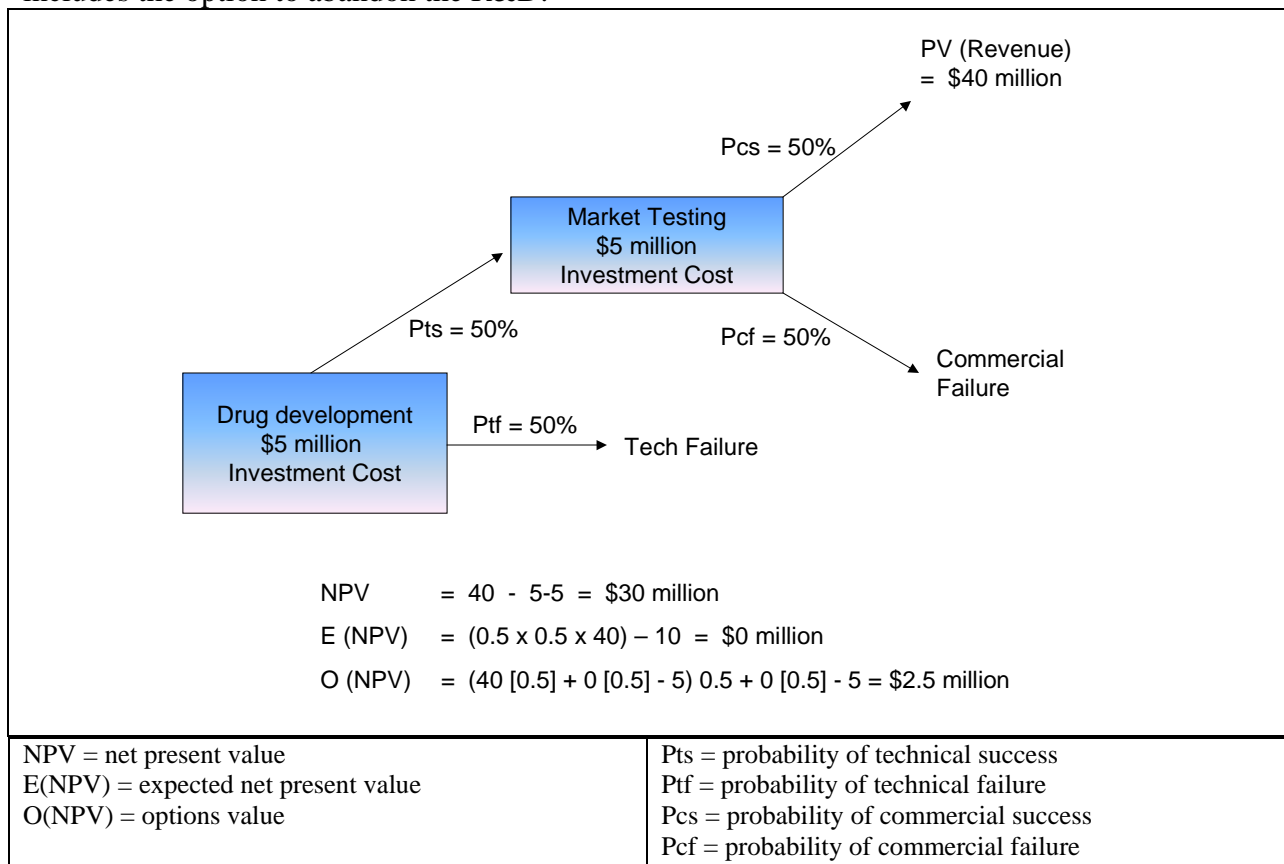 includes the option to abandon the R&D.
PV (Revenue)
= $40 million
Pcs = 50%
Market Testing
$5 million
Investment Cost
Pts = 50%
Pcf = 50%
Commercial
Failure
Drug development
$5 million
Investment Cost
Ptf = 50%
Tech Failure
NPV = 40 - 5-5 = $30 million
E (NPV) = (0.5 x 0.5 x 40) – 10 = $0 million
O (NPV) = (40 [0.5] + 0 [0.5] - 5) 0.5 + 0 [0.5] - 5 = $2.5 million
NPV = net present value
E(NPV) = expected net present value
O(NPV) = options value
Pts = probability of technical success
Ptf = probability of technical failure
Pcs = probability of commercial success
Pcf = probability of commercial failure